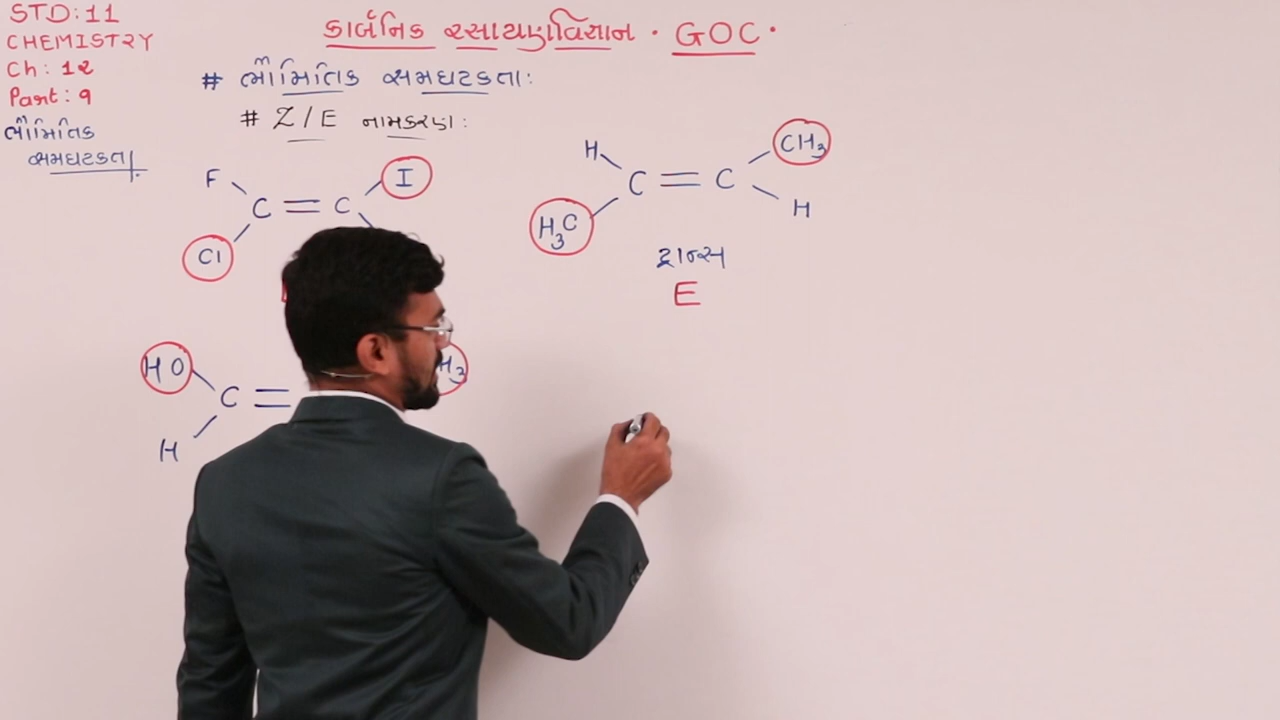 STD:11
CHEMISTRY
Ch: 12
Part: 9
ભૌમિતિક
સમઘટકતા.
કાર્બનિક રસાયણવિજ્ઞાન · GOC ·
# ભૌમિતિક સમઘટકતા:
# Z/E નામકરણ:
F I
C = C
Cl
H CH3
C = C
H3C H
ટ્રાન્સ
E
HO H3
C =
H